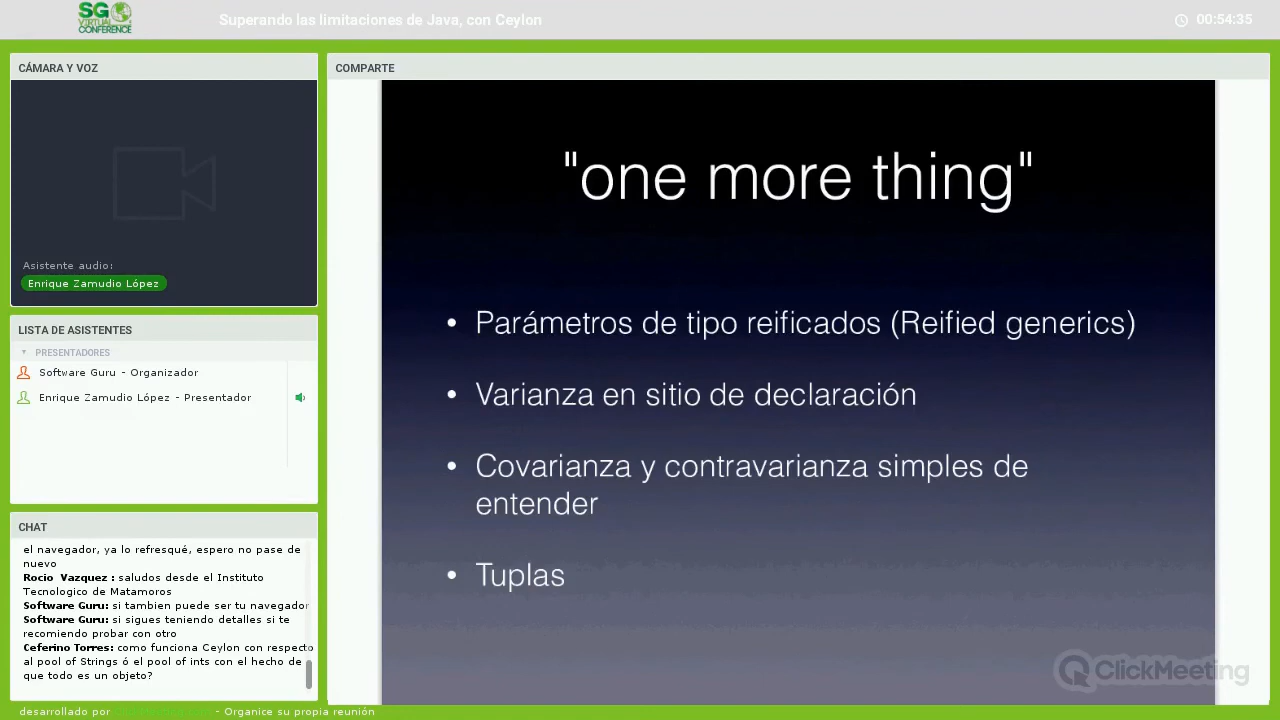 SG
VIRTUAL
CONFERENCE
Superando las limitaciones de Java, con Ceylon
00:54:35
CÁMARA Y VOZ
Asistente audio:
Enrique Zamudio López
LISTA DE ASISTENTES
PRESENTADORES
Software Guru - Organizador
Enrique Zamudio López - Presentador
CHAT
el navegador, ya lo refresqué, espero no pase de
nuevo
Rocio Vazquez : saludos desde el Instituto
Tecnologico de Matamoros
Software Guru: si tambien puede ser tu navegador
Software Guru: si sigues teniendo detalles si te
recomiendo probar con otro
Ceferino Torres: como funciona Ceylon con respecto
al pool of Strings ó el pool of ints con el hecho de
que todo es un objeto?
COMPARTE
"one more thing"
• Parámetros de tipo reificados (Reified generics)
• Varianza en sitio de declaración
• Covarianza y contravarianza simples de
entender
• Tuplas
ClickMeeting
desarrollado por - Organice su propia reunión